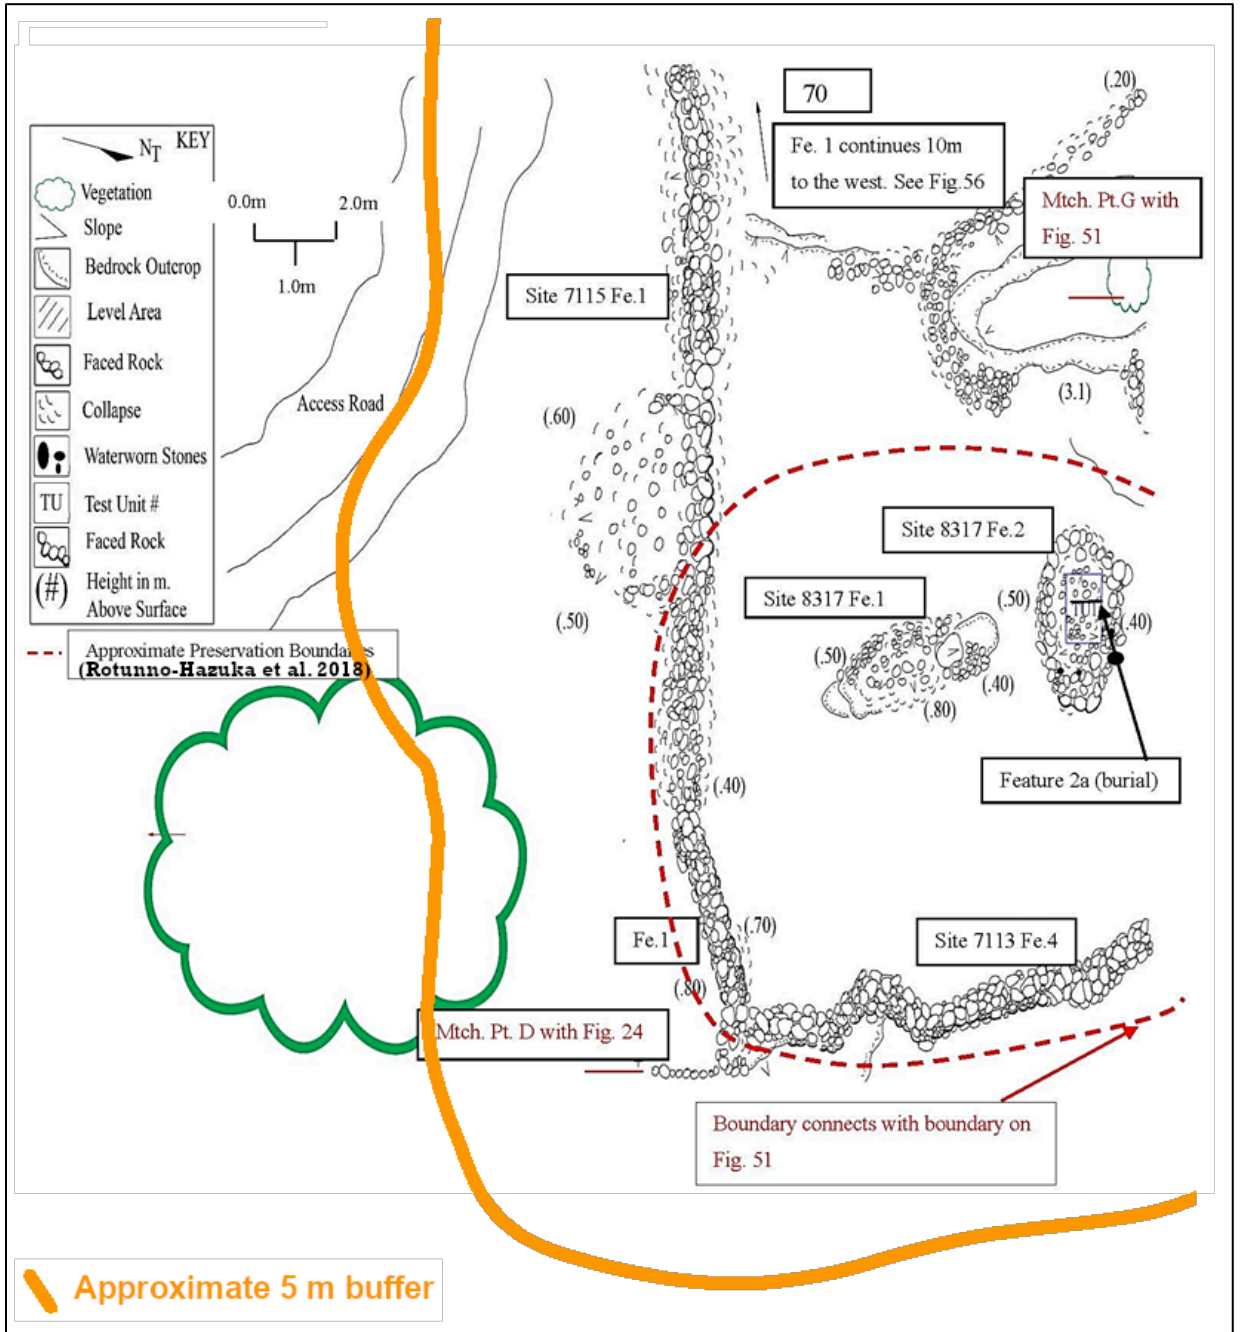 NT KEY
Vegetation
Slope
Bedrock Outcrop
Level Area
Faced Rock
Collapse
Waterworn Stones
TU Test Unit #
Faced Rock
(#) Height in m.
Above Surface
Approximate Preservation Boundaries
(Rotunno-Hazuka et al. 2018)
0.0m 2.0m
1.0m
Access Road
70
Fe. 1 continues 10m
to the west. See Fig.56
(.20)
Mtch. Pt.G with
Fig. 51
Site 7115 Fe.1
(3.1)
(.60)
(.50)
Site 8317 Fe.2
(.50)
(.40)
Site 8317 Fe.1
(.50)
(.40)
(.80)
Feature 2a (burial)
(.40)
Fe.1
(.70)
(.80)
Site 7113 Fe.4
Mtch. Pt. D with Fig. 24
Boundary connects with boundary on
Fig. 51
Approximate 5 m buffer